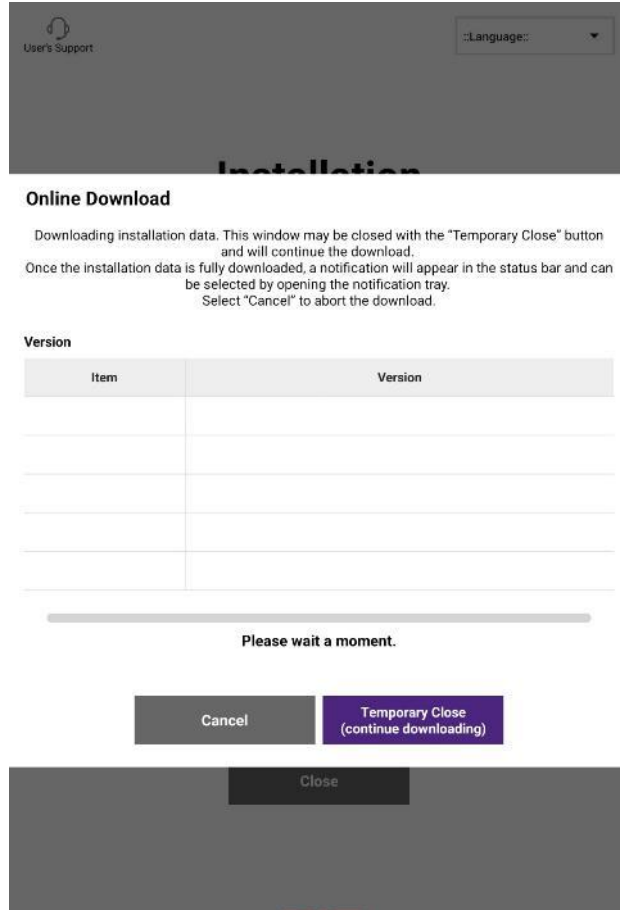 User's Support
::Language::
Installation
Online Download
Downloading installation data. This window may be closed with the "Temporary Close" button
and will continue the download.
Once the installation data is fully downloaded, a notification will appear in the status bar and can
be selected by opening the notification tray.
Select "Cancel" to abort the download.
Version
Item Version
Please wait a moment.
Cancel
Temporary Close
(continue downloading)
Close